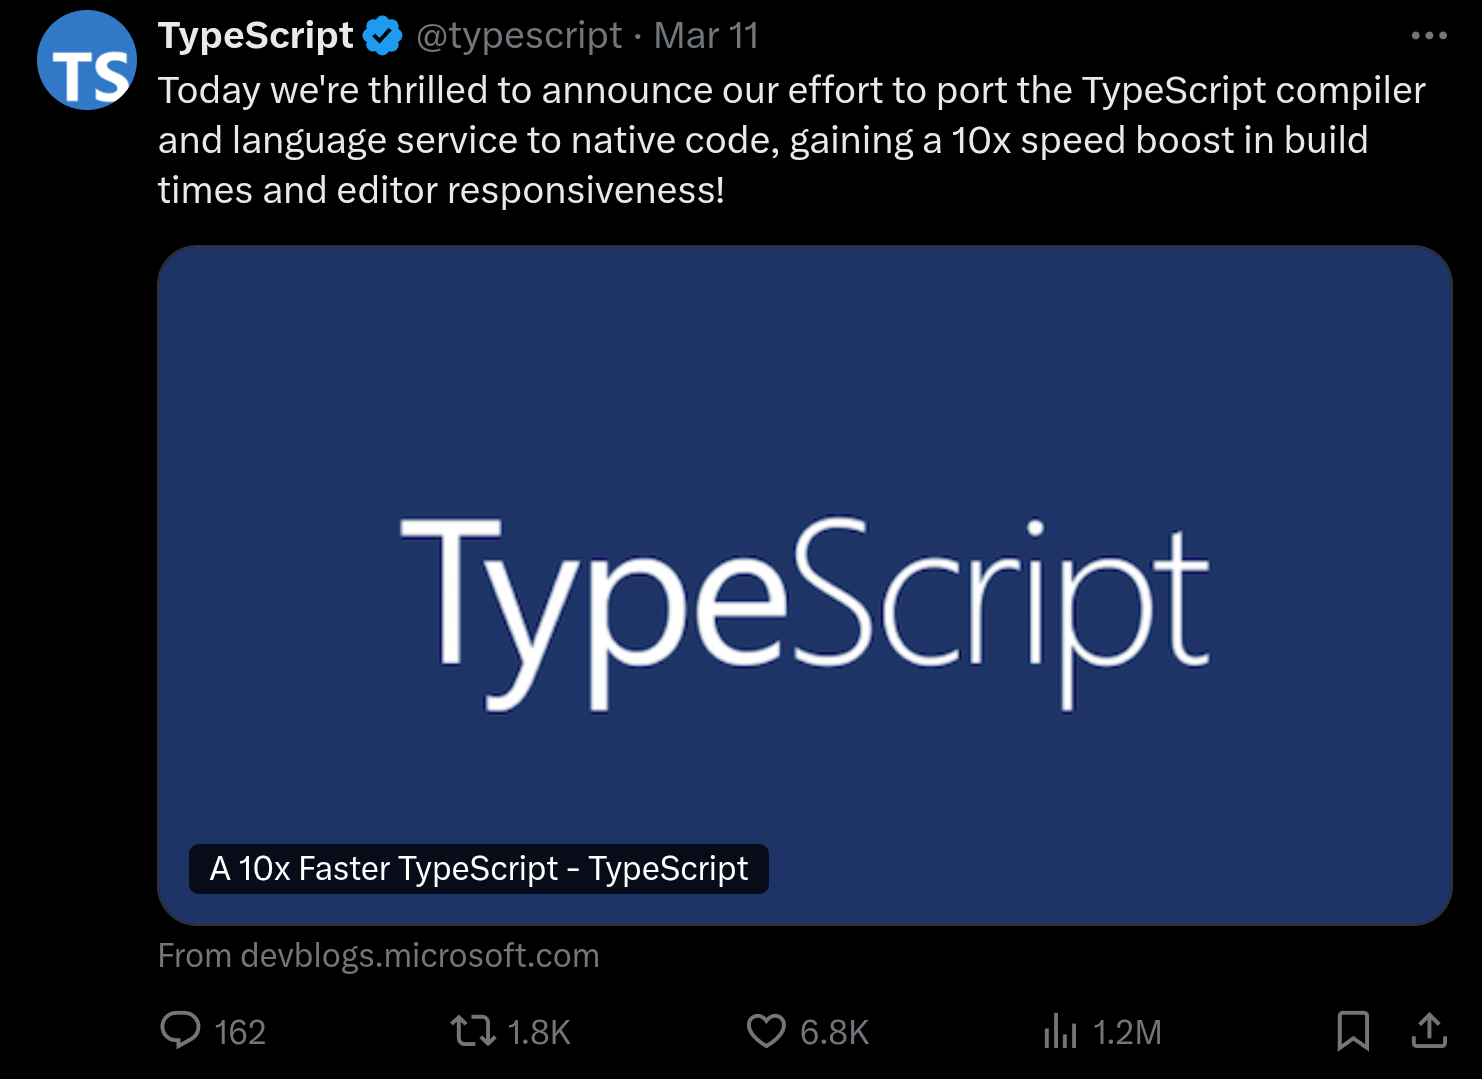 TypeScript @typescript · Mar 11
Today we're thrilled to announce our effort to port the TypeScript compiler
and language service to native code, gaining a 10x speed boost in build
times and editor responsiveness!
TS
TypeScript
A 10x Faster TypeScript - TypeScript
From devblogs.microsoft.com
162 1.8K 6.8K 1.2M